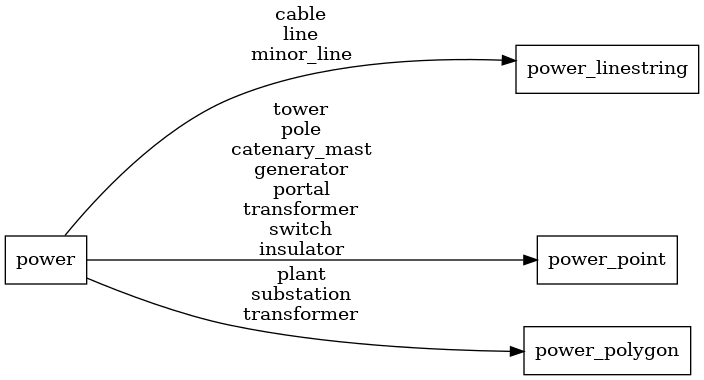 cable
line
minor_line
power_linestring
tower
pole
catenary_mast
generator
portal
transformer
switch
insulator
power
power_point
plant
substation
transformer
power_polygon